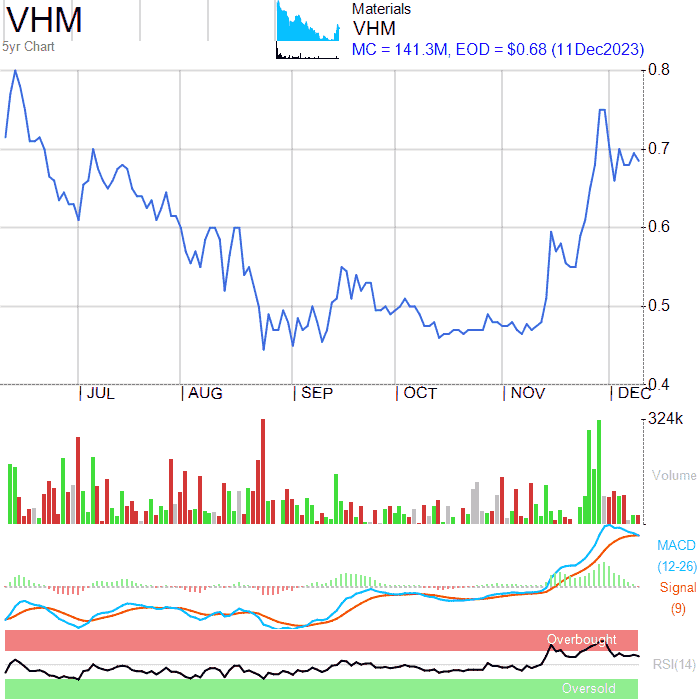 VHM
5yr Chart
Materials
VHM
MC = 141.3M, EOD = $0.68 (11Dec2023)
0.8
0.7
0.6
0.5
0.4
JUL AUG SEP OCT NOV DEC
324k
Volume
MACD
(12-26)
Signal
(9)
Overbought
RSI(14)
Oversold